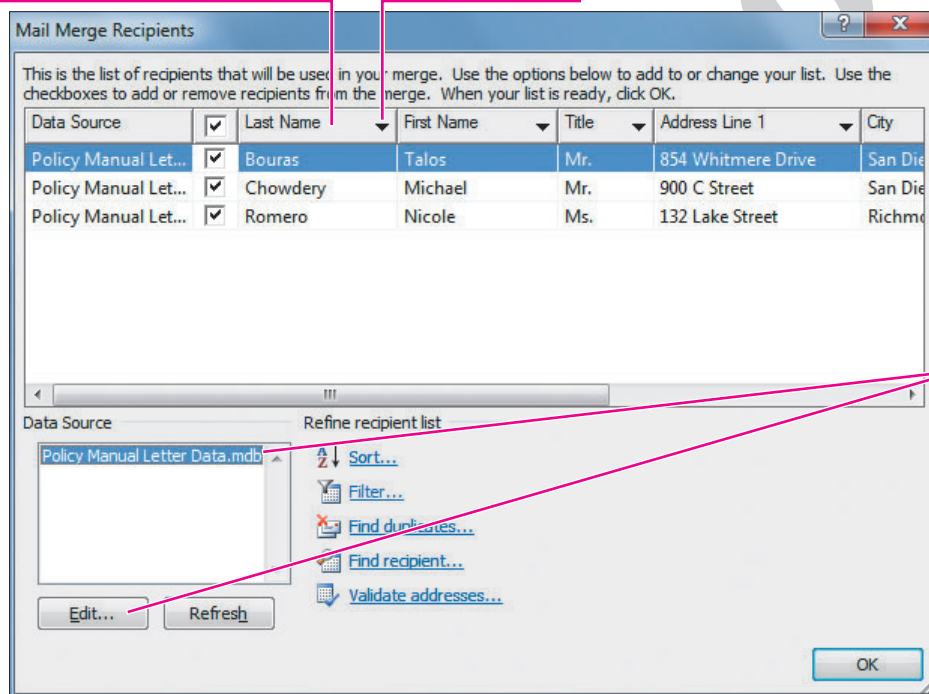 Mail Merge Recipients
This is the list of recipients that will be used in your merge. Use the options below to add to or change your list. Use the
checkboxes to add or remove recipients from the merge. When your list is ready, click OK.
Data Source Last Name First Name Title Address Line 1 City
Policy Manual Let... Bouras Talos Mr. 854 Whitmere Drive San Die
Policy Manual Let... Chowdery Michael Mr. 900 C Street San Die
Policy Manual Let... Romero Nicole Ms. 132 Lake Street Richmo
Data Source Refine recipient list
Policy Manual Letter Data.mdb
Sort...
Filter...
Find duplicates...
Find recipient...
Validate addresses...
Edit... Refresh
OK